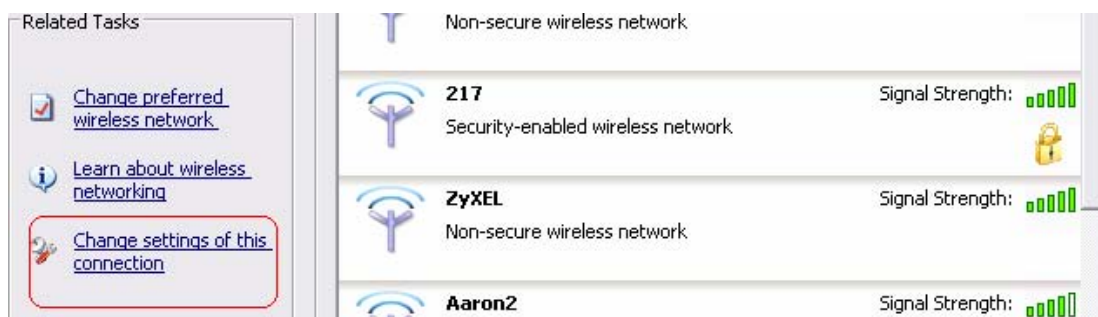 Related Tasks
Change preferred
wireless network
Learn about wireless
networking
Change settings of this
connection
Non-secure wireless network
217
Signal Strength:
Security-enabled wireless network
ZyXEL
Signal Strength:
Non-secure wireless network
Aaron2
Signal Strength: